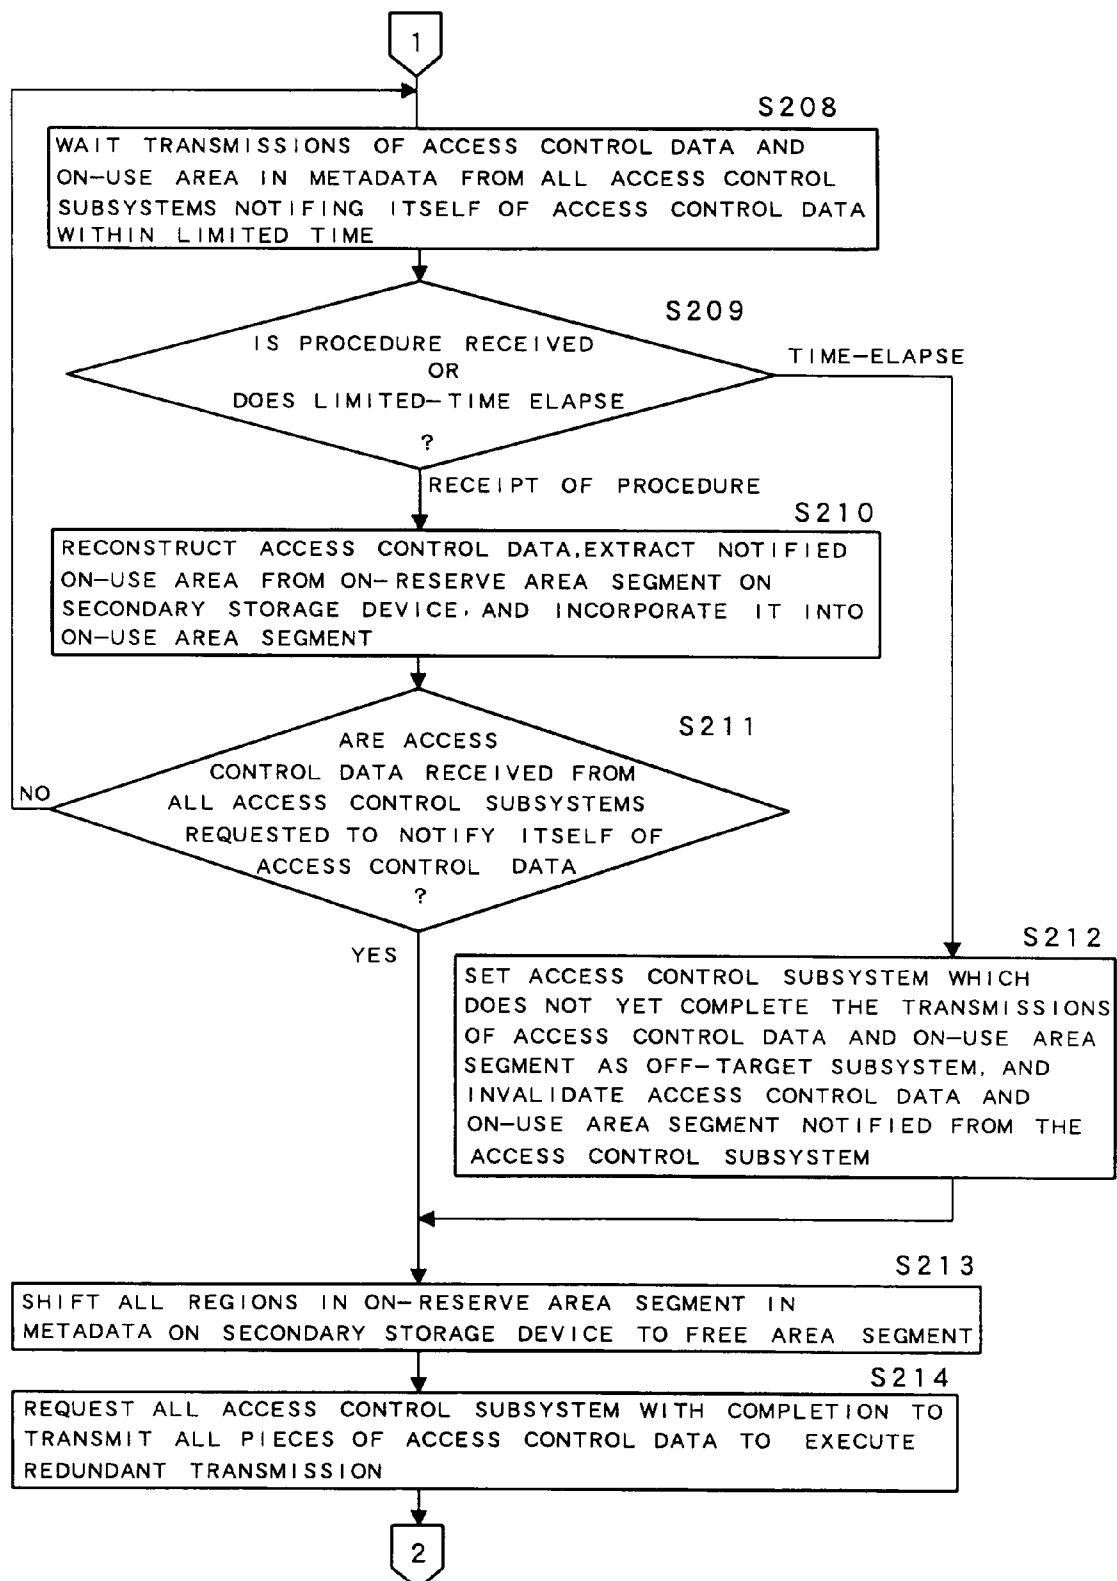 1
S208
WAIT TRANSMISSIONS OF ACCESS CONTROL DATA AND
ON-USE AREA IN METADATA FROM ALL ACCESS CONTROL
SUBSYSTEMS NOTIFING ITSELF OF ACCESS CONTROL DATA
WITHIN LIMITED TIME
S209
IS PROCEDURE RECEIVED
OR
DOES LIMITED-TIME ELAPSE
?
TIME-ELAPSE
RECEIPT OF PROCEDURE
S210
RECONSTRUCT ACCESS CONTROL DATA, EXTRACT NOTIFIED
ON-USE AREA FROM ON-RESERVE AREA SEGMENT ON
SECONDARY STORAGE DEVICE, AND INCORPORATE IT INTO
ON-USE AREA SEGMENT
S211
ARE ACCESS
CONTROL DATA RECEIVED FROM
ALL ACCESS CONTROL SUBSYSTEMS
REQUESTED TO NOTIFY ITSELF OF
ACCESS CONTROL DATA
?
NO
YES
S212
SET ACCESS CONTROL SUBSYSTEM WHICH
DOES NOT YET COMPLETE THE TRANSMISSIONS
OF ACCESS CONTROL DATA AND ON-USE AREA
SEGMENT AS OFF-TARGET SUBSYSTEM, AND
INVALIDATE ACCESS CONTROL DATA AND
ON-USE AREA SEGMENT NOTIFIED FROM THE
ACCESS CONTROL SUBSYSTEM
S213
SHIFT ALL REGIONS IN ON-RESERVE AREA SEGMENT IN
METADATA ON SECONDARY STORAGE DEVICE TO FREE AREA SEGMENT
S214
REQUEST ALL ACCESS CONTROL SUBSYSTEM WITH COMPLETION TO
TRANSMIT ALL PIECES OF ACCESS CONTROL DATA TO EXECUTE
REDUNDANT TRANSMISSION
2